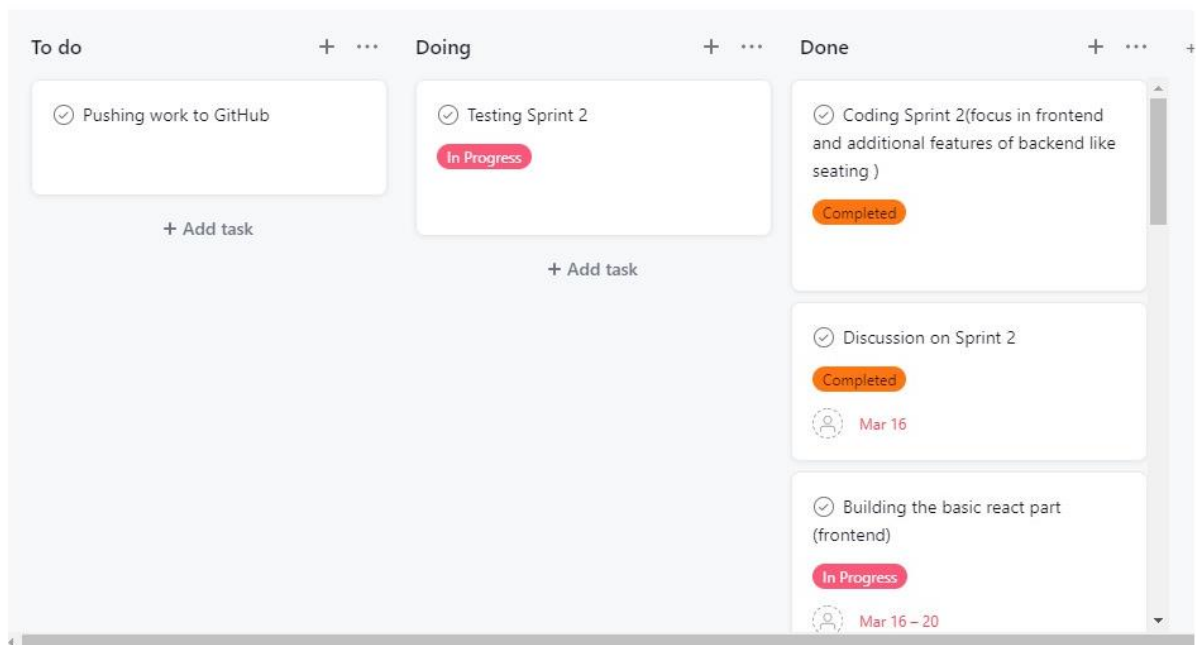 To do + ...
Pushing work to GitHub
+ Add task
Doing + ...
Testing Sprint 2
In Progress
+ Add task
Done + ...
Coding Sprint 2(focus in frontend
and additional features of backend like
seating )
Completed
Discussion on Sprint 2
Completed
Mar 16
Building the basic react part
(frontend)
In Progress
Mar 16 – 20
+